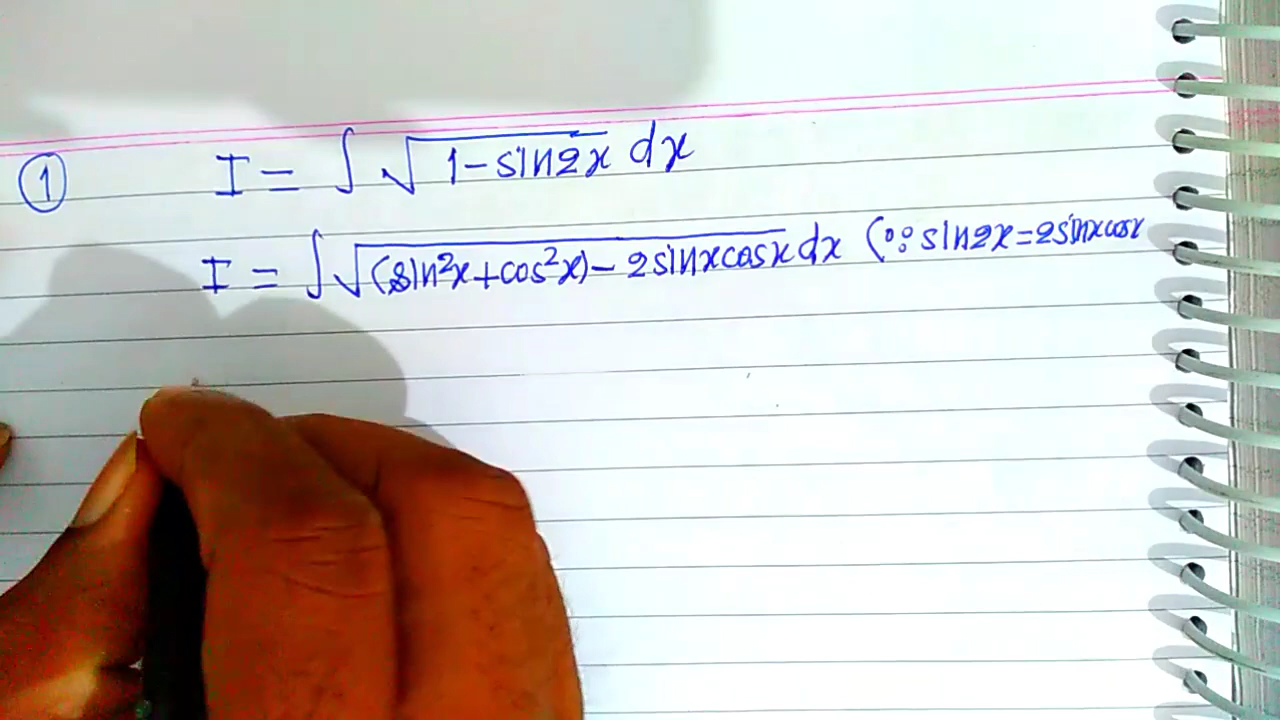 ① I = ∫ √1-sin2x dx
I = ∫ √(sin²x+cos²x) - 2sinxcosx dx (∵ sin2x=2sinxcosx